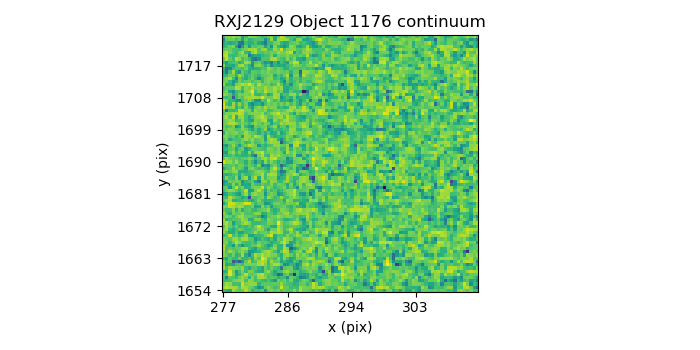 RXJ2129 Object 1176 continuum
1717
1708
1699
1690
1681
1672
1663
1654
y (pix)
277 286 294 303
x (pix)